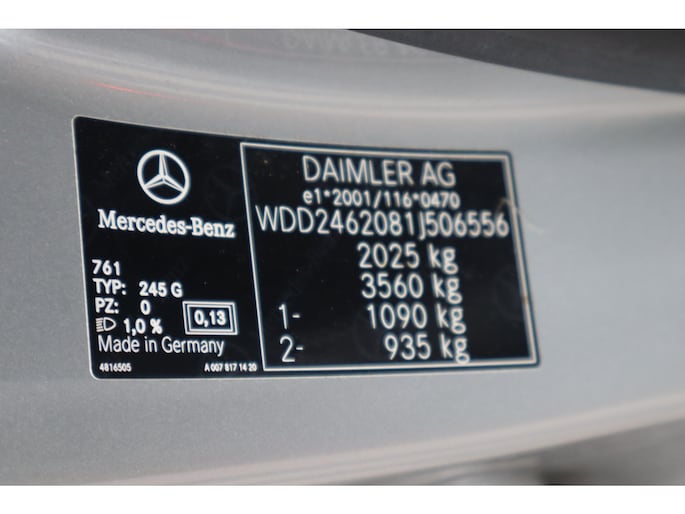 Mercedes-Benz
761
TYP: 245 G
PZ: 0
1,0 %
0,13
Made in Germany
4816505
A 007 817 14 20
DAIMLER AG
e1*2001/116*0470
WDD2462081J506556
2025 kg
3560 kg
1- 1090 kg
2- 935 kg